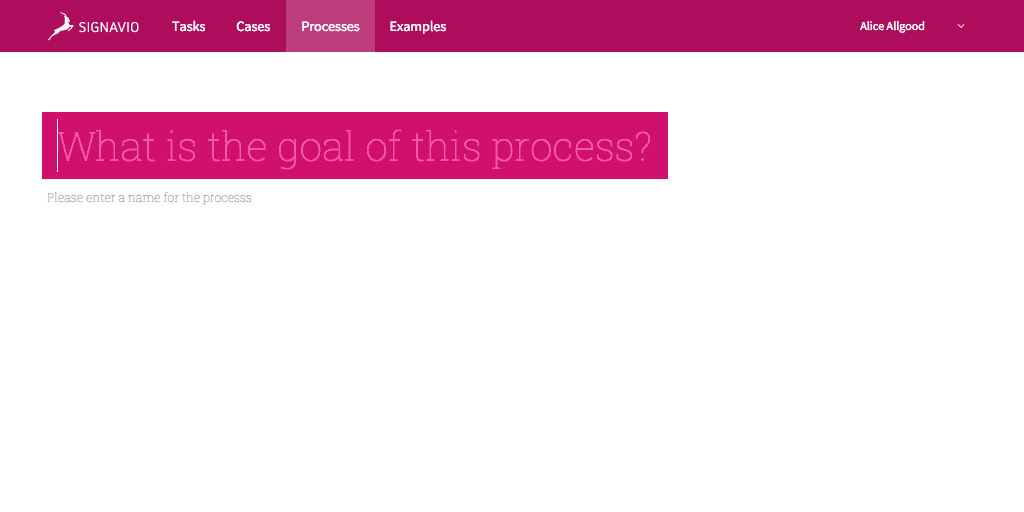 SIGNAVIO Tasks Cases Processes Examples Alice Allgood
What is the goal of this process?
Please enter a name for the processs